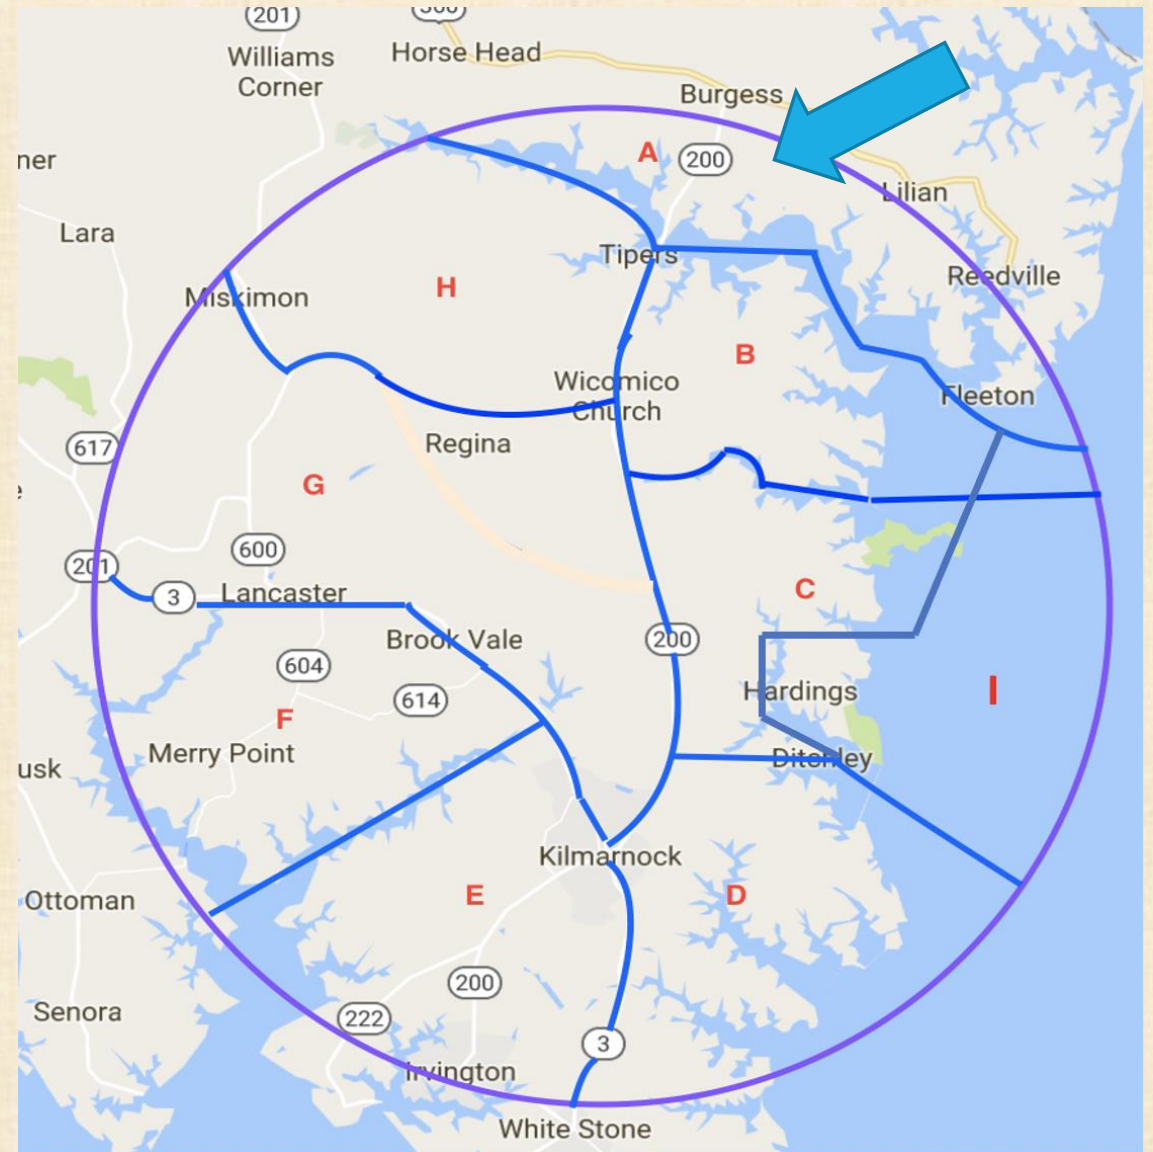 201
Williams
Corner
Horse Head
Burgess
A
200
ner
Lilian
Lara
Tipers
Reedville
H
Miskimon
B
Wicomico
Church
Fleeton
617
Regina
G
600
201
3
Lancaster
C
Brook Vale
200
604
614
Hardings
I
F
Merry Point
Ditchley
usk
Kilmarnock
E
D
Ottoman
200
Senora
222
3
Irvington
White Stone